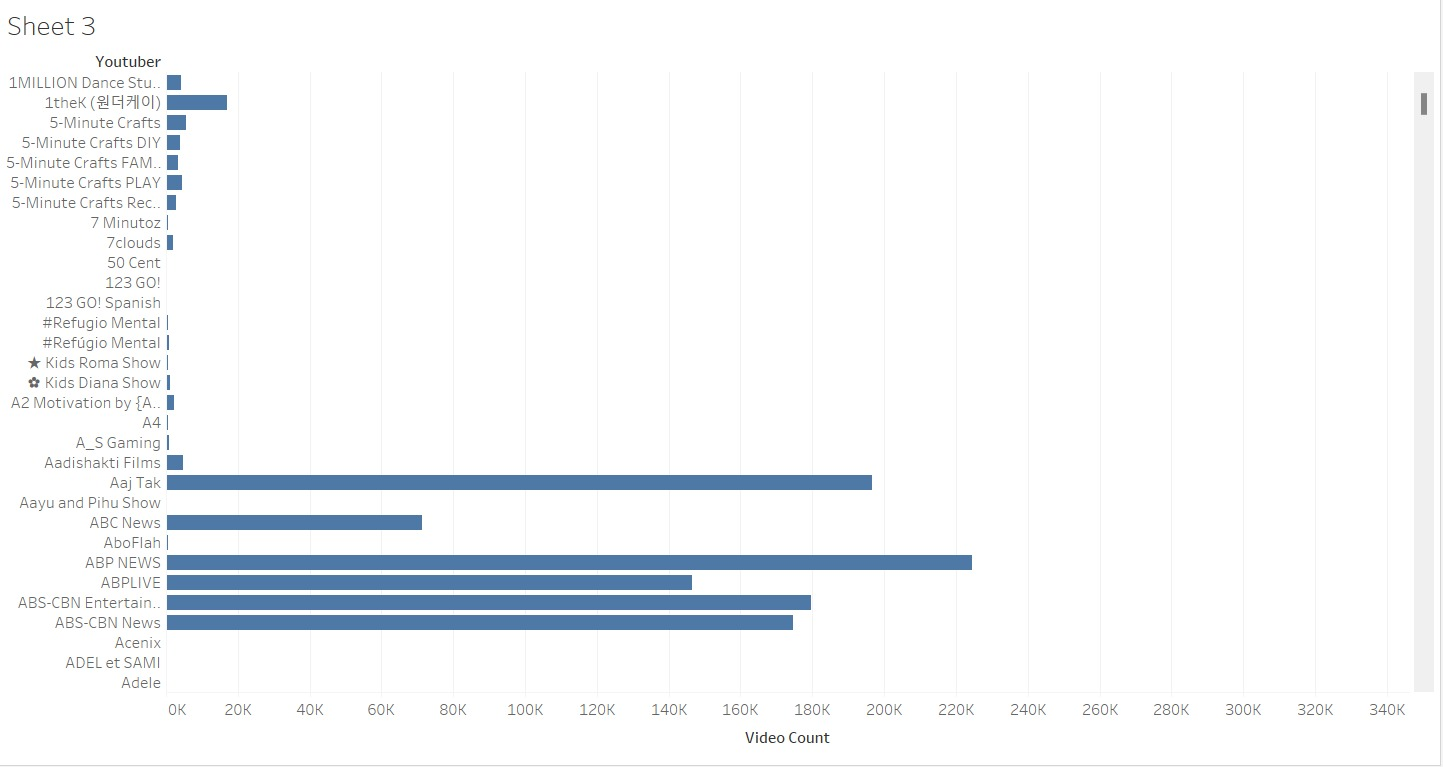 Sheet 3
Youtuber
1MILLION Dance Stu..
1theK (원더케이)
5-Minute Crafts
5-Minute Crafts DIY
5-Minute Crafts FAM..
5-Minute Crafts PLAY
5-Minute Crafts Rec..
7 Minutoz
7clouds
50 Cent
123 GO!
123 GO! Spanish
#Refugio Mental
#Refúgio Mental
★ Kids Roma Show
✿ Kids Diana Show
A2 Motivation by {A..
A4
A_S Gaming
Aadishakti Films
Aaj Tak
Aayu and Pihu Show
ABC News
AboFlah
ABP NEWS
ABPLIVE
ABS-CBN Entertain..
ABS-CBN News
Acenix
ADEL et SAMI
Adele
0K 20K 40K 60K 80K 100K 120K 140K 160K 180K 200K 220K 240K 260K 280K 300K 320K 340K
Video Count